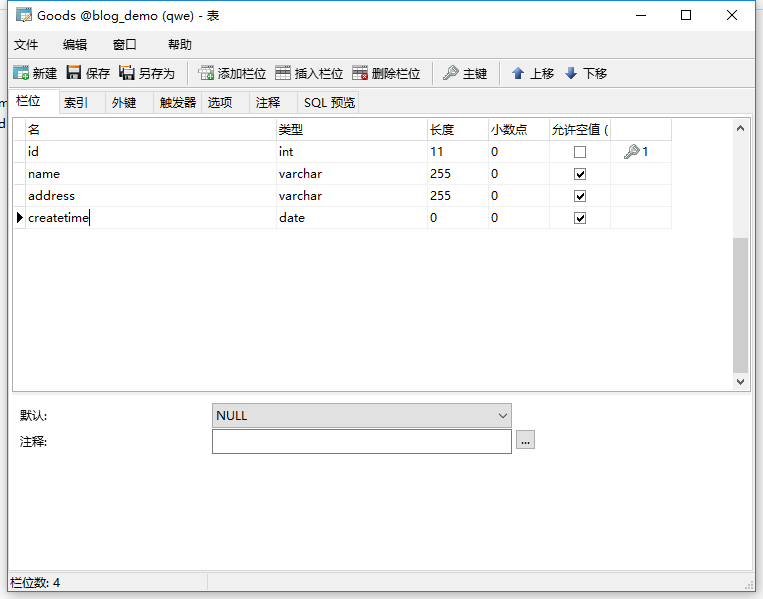 Goods @blog_demo (qwe) - 表
文件 编辑 窗口 帮助
新建 保存 另存为 添加栏位 插入栏位 删除栏位 主键 上移 下移
栏位 索引 外键 触发器 选项 注释 SQL 预览
名 类型 长度 小数点 允许空值 (
id int 11 0 1
name varchar 255 0
address varchar 255 0
createtime date 0 0
默认: NULL
注释: ...
栏位数: 4